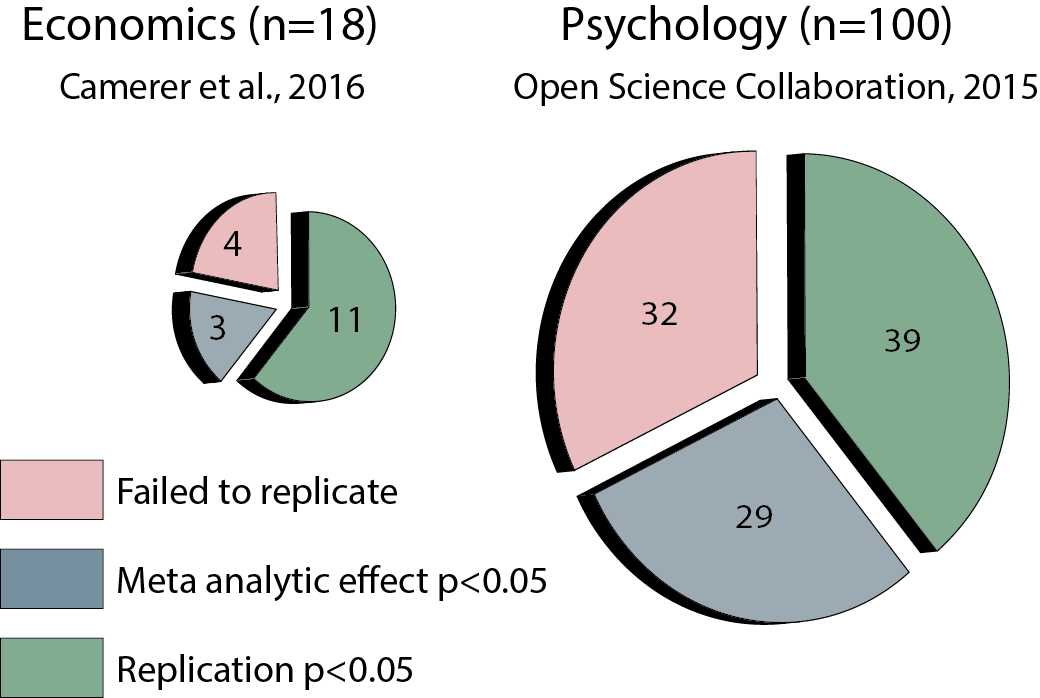 Economics (n=18)
Camerer et al., 2016
4
3
11
Psychology (n=100)
Open Science Collaboration, 2015
32
39
29
Failed to replicate
Meta analytic effect p<0.05
Replication p<0.05